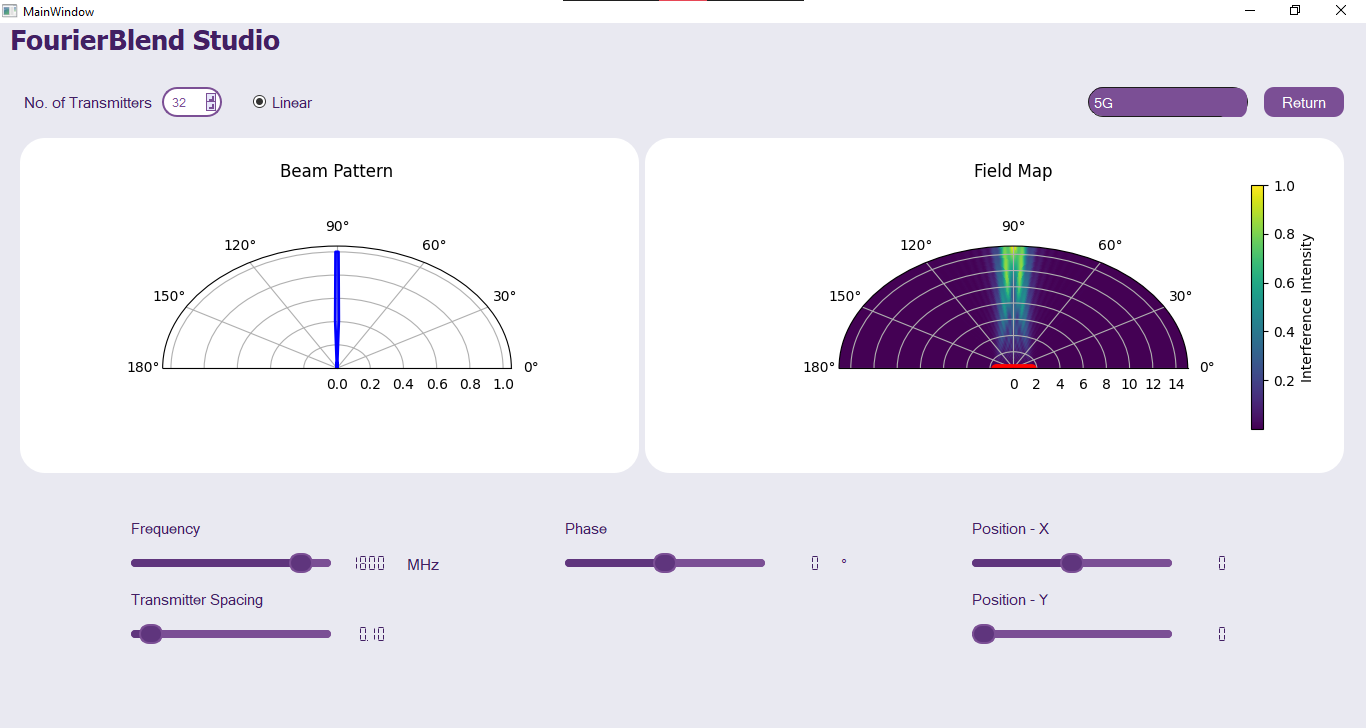 MainWindow
FourierBlend Studio
No. of Transmitters 32 Linear 5G Return
Beam Pattern
90°
120° 60°
150° 30°
180° 0°
0.0 0.2 0.4 0.6 0.8 1.0
Field Map
90°
120° 60°
150° 30°
180° 0°
0 2 4 6 8 10 12 14
1.0
0.8
0.6
0.4
0.2
Interference Intensity
Frequency
1800 MHz
Transmitter Spacing
0.10
Phase
0 °
Position - X
0
Position - Y
0